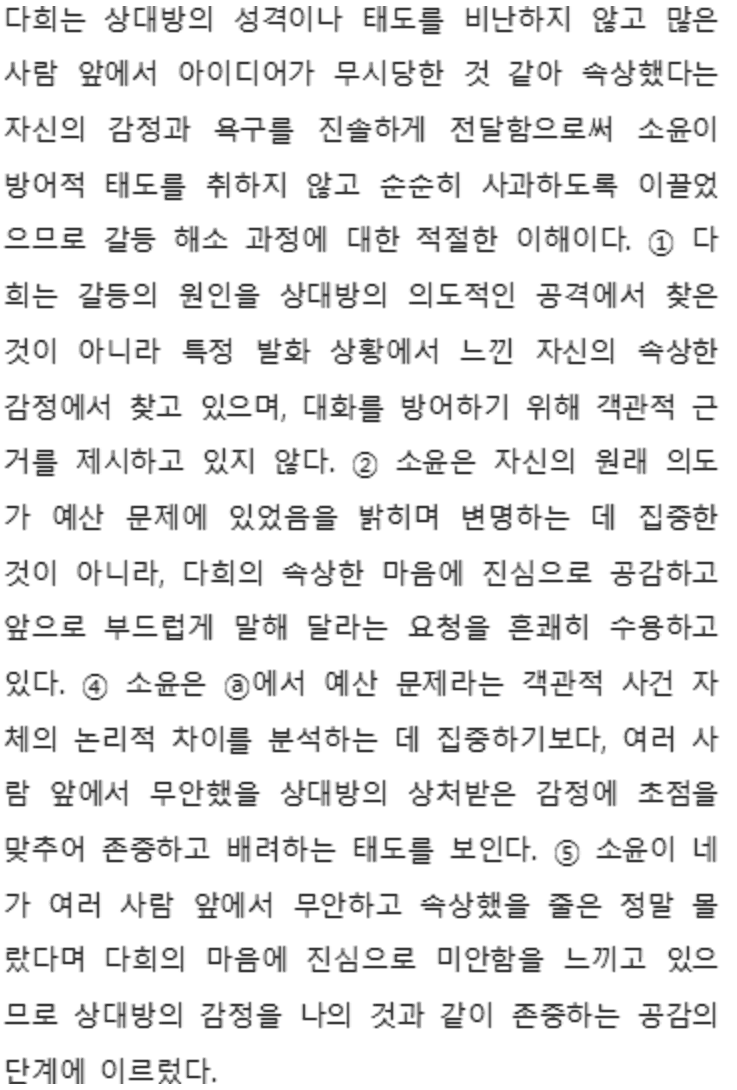 다희는 상대방의 성격이나 태도를 비난하지 않고 많은
사람 앞에서 아이디어가 무시당한 것 같아 속상했다는
자신의 감정과 욕구를 진솔하게 전달함으로써 소윤이
방어적 태도를 취하지 않고 순순히 사과하도록 이끌었
으므로 갈등 해소 과정에 대한 적절한 이해이다. ① 다
희는 갈등의 원인을 상대방의 의도적인 공격에서 찾은
것이 아니라 특정 발화 상황에서 느낀 자신의 속상한
감정에서 찾고 있으며, 대화를 방어하기 위해 객관적 근
거를 제시하고 있지 않다. ② 소윤은 자신의 원래 의도
가 예산 문제에 있었음을 밝히며 변명하는 데 집중한
것이 아니라, 다희의 속상한 마음에 진심으로 공감하고
앞으로 부드럽게 말해 달라는 요청을 흔쾌히 수용하고
있다. ④ 소윤은 ⓐ에서 예산 문제라는 객관적 사건 자
체의 논리적 차이를 분석하는 데 집중하기보다, 여러 사
람 앞에서 무안했을 상대방의 상처받은 감정에 초점을
맞추어 존중하고 배려하는 태도를 보인다. ⑤ 소윤이 네
가 여러 사람 앞에서 무안하고 속상했을 줄은 정말 몰
랐다며 다희의 마음에 진심으로 미안함을 느끼고 있으
므로 상대방의 감정을 나의 것과 같이 존중하는 공감의
단계에 이르렀다.